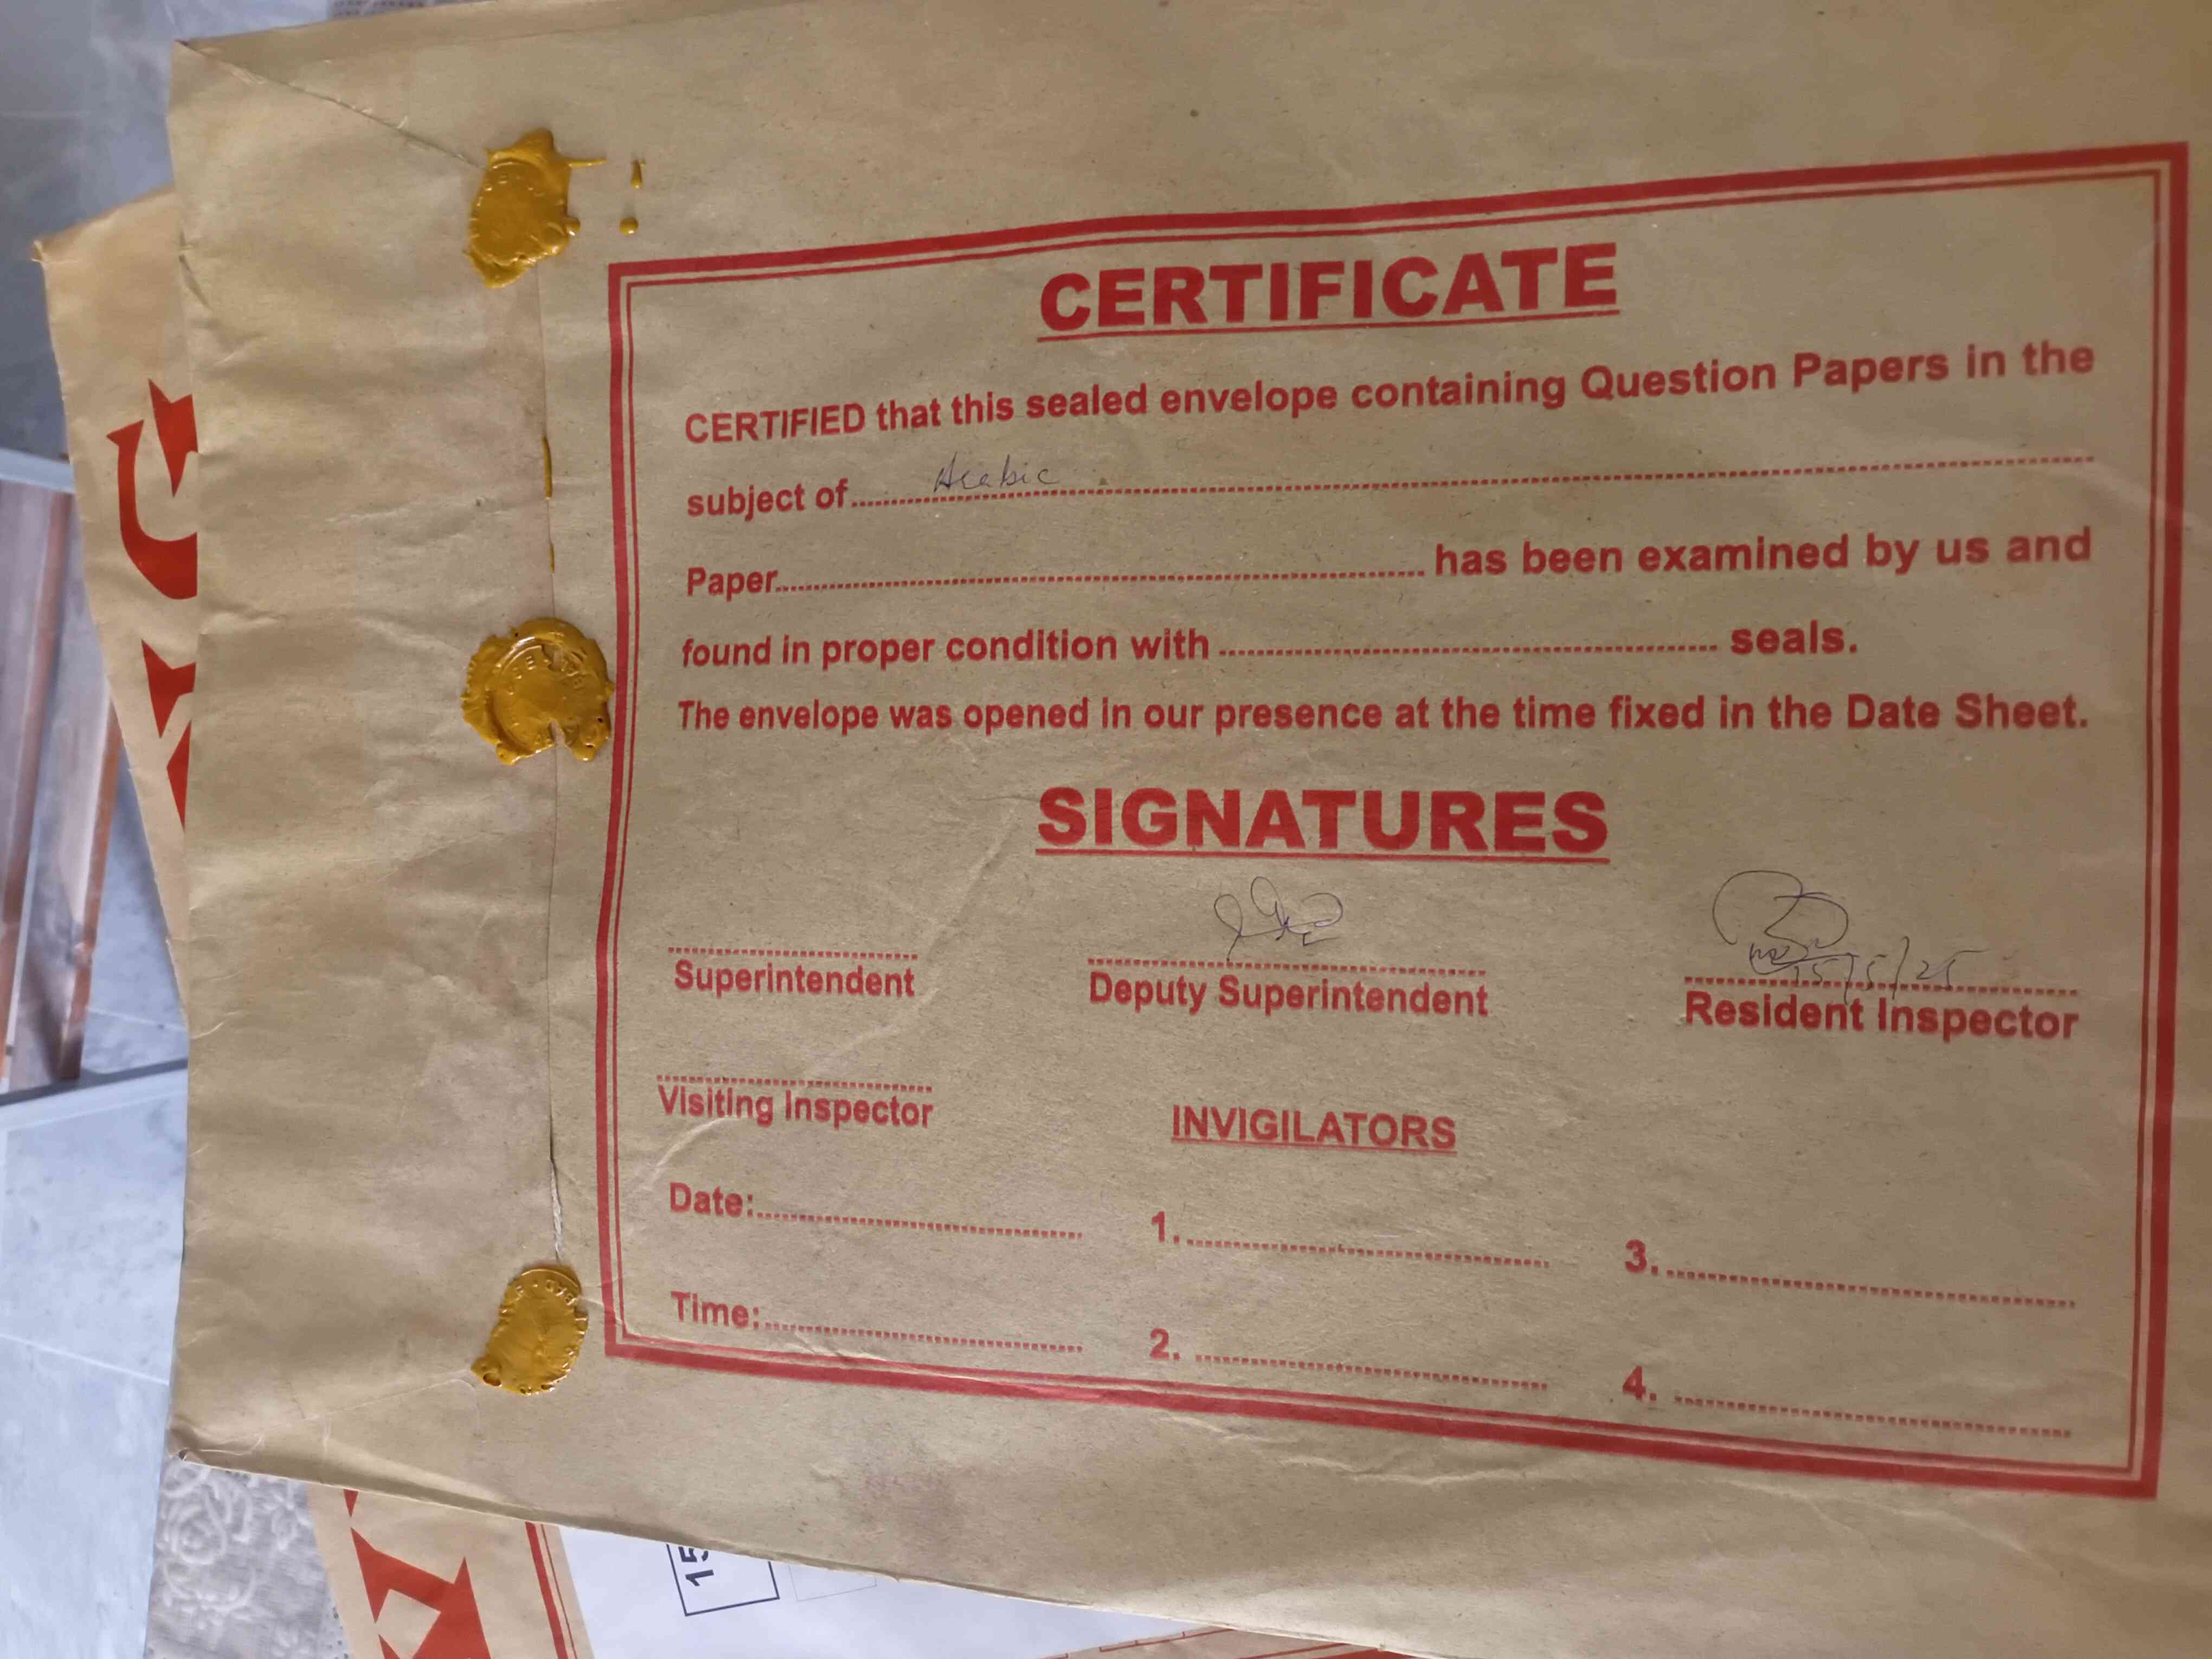 CERTIFICATE
CERTIFIED that this sealed envelope containing Question Papers in the
subject of Arabic
Paper has been examined by us and
found in proper condition with seals.
The envelope was opened in our presence at the time fixed in the Date Sheet.
SIGNATURES
15/5/25
Superintendent Deputy Superintendent Resident Inspector
Visiting Inspector INVIGILATORS
Date: 1. 3.
Time: 2. 4.
15